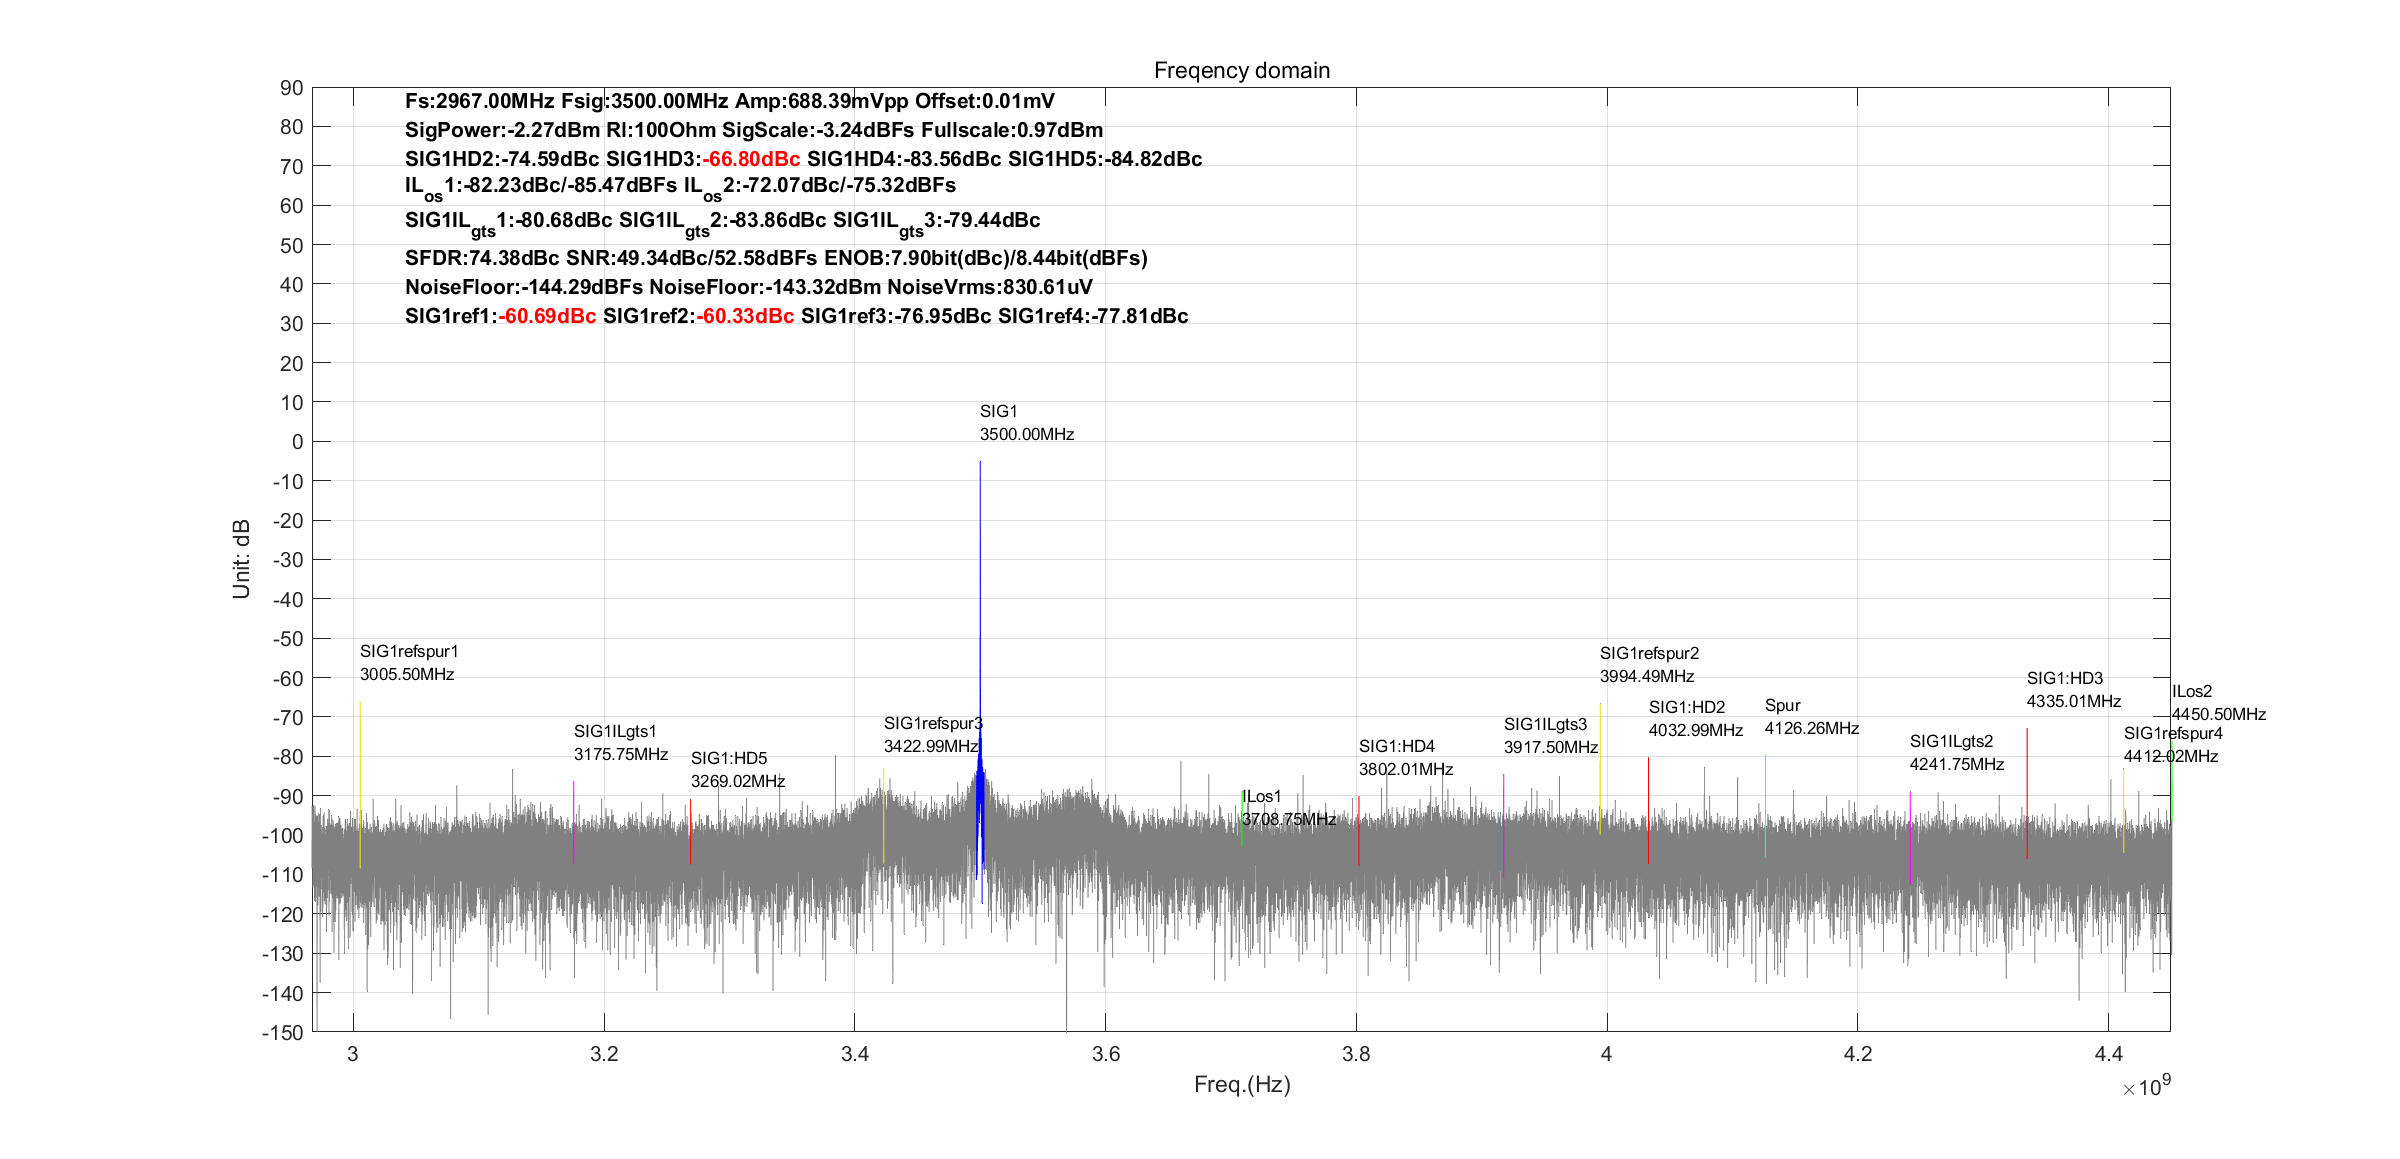 Freqency domain
90
80
70
60
50
40
30
20
10
0
-10
-20
-30
-40
-50
-60
-70
-80
-90
-100
-110
-120
-130
-140
-150
Unit: dB
Fs:2967.00MHz Fsig:3500.00MHz Amp:688.39mVpp Offset:0.01mV
SigPower:-2.27dBm Rl:100Ohm SigScale:-3.24dBFs Fullscale:0.97dBm
SIG1HD2:-74.59dBc SIG1HD3:-66.80dBc SIG1HD4:-83.56dBc SIG1HD5:-84.82dBc
ILos1:-82.23dBc/-85.47dBFs ILos2:-72.07dBc/-75.32dBFs
SIG1ILgts1:-80.68dBc SIG1ILgts2:-83.86dBc SIG1ILgts3:-79.44dBc
SFDR:74.38dBc SNR:49.34dBc/52.58dBFs ENOB:7.90bit(dBc)/8.44bit(dBFs)
NoiseFloor:-144.29dBFs NoiseFloor:-143.32dBm NoiseVrms:830.61uV
SIG1ref1:-60.69dBc SIG1ref2:-60.33dBc SIG1ref3:-76.95dBc SIG1ref4:-77.81dBc
SIG1
3500.00MHz
SIG1refspur1
3005.50MHz
SIG1ILgts1
3175.75MHz
SIG1:HD5
3269.02MHz
SIG1refspur3
3422.99MHz
ILos1
3708.75MHz
SIG1:HD4
3802.01MHz
SIG1ILgts3
3917.50MHz
SIG1refspur2
3994.49MHz
SIG1:HD2
4032.99MHz
Spur
4126.26MHz
SIG1ILgts2
4241.75MHz
SIG1:HD3
4335.01MHz
ILos2
4450.50MHz
SIG1refspur4
4412.02MHz
3
3.2
3.4
3.6
3.8
4
4.2
4.4
Freq.(Hz)
×10^9